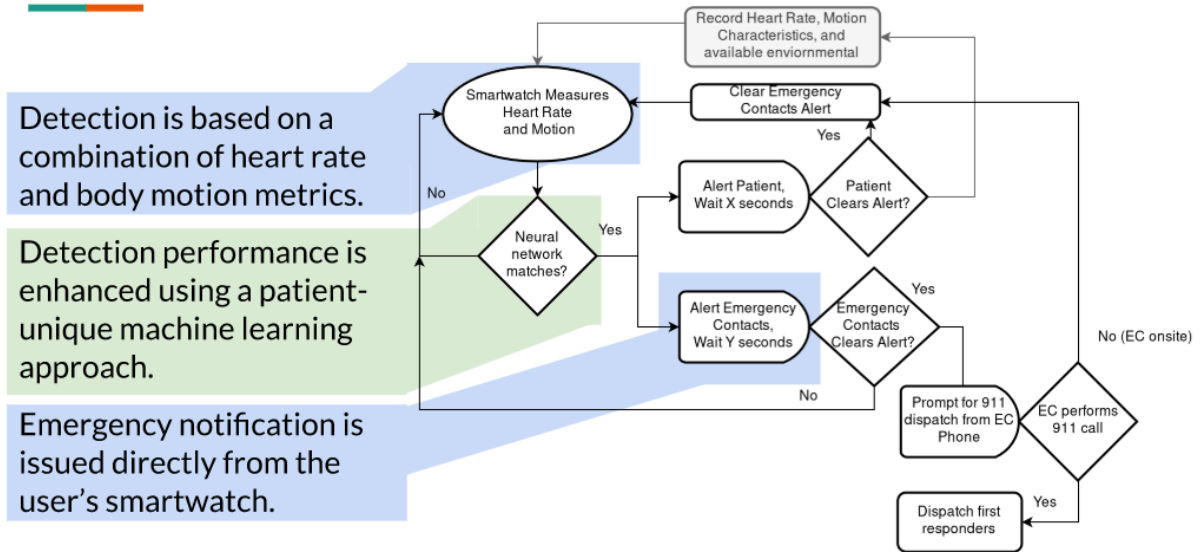 Detection is based on a
combination of heart rate
and body motion metrics.
Detection performance is
enhanced using a patient-
unique machine learning
approach.
Emergency notification is
issued directly from the
user's smartwatch.
Record Heart Rate, Motion
Characteristics, and
available enviornmental
Smartwatch Measures
Heart Rate
and Motion
Clear Emergency
Contacts Alert
Yes
No
Alert Patient,
Wait X seconds
Patient
Clears Alert?
Neural
network
matches?
Yes
Alert Emergency
Contacts,
Wait Y seconds
Emergency
Contacts
Clears Alert?
Yes
No
No (EC onsite)
Prompt for 911
dispatch from EC
Phone
EC performs
911 call
Yes
Dispatch first
responders